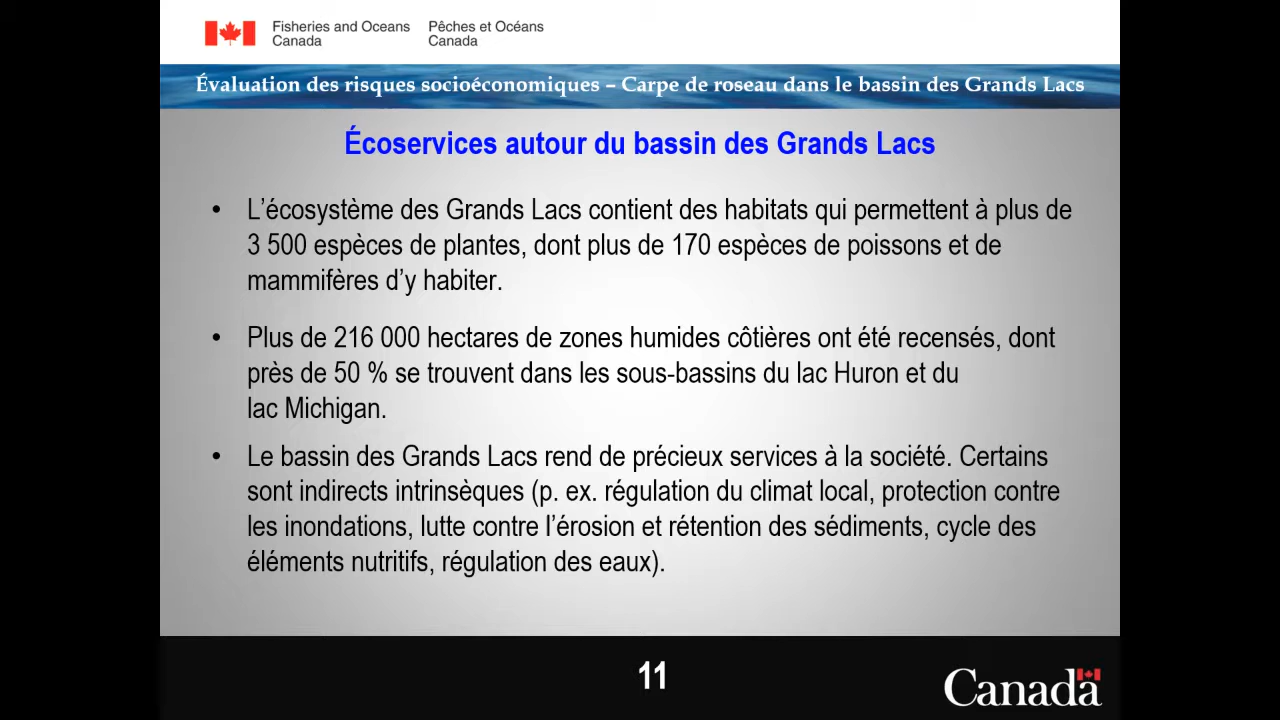 Fisheries and Oceans Canada
Pêches et Océans Canada
Évaluation des risques socioéconomiques – Carpe de roseau dans le bassin des Grands Lacs
Écoservices autour du bassin des Grands Lacs
• L’écosystème des Grands Lacs contient des habitats qui permettent à plus de
3 500 espèces de plantes, dont plus de 170 espèces de poissons et de
mammifères d’y habiter.
• Plus de 216 000 hectares de zones humides côtières ont été recensés, dont
près de 50 % se trouvent dans les sous-bassins du lac Huron et du
lac Michigan.
• Le bassin des Grands Lacs rend de précieux services à la société. Certains
sont indirects intrinsèques (p. ex. régulation du climat local, protection contre
les inondations, lutte contre l’érosion et rétention des sédiments, cycle des
éléments nutritifs, régulation des eaux).
11
Canada